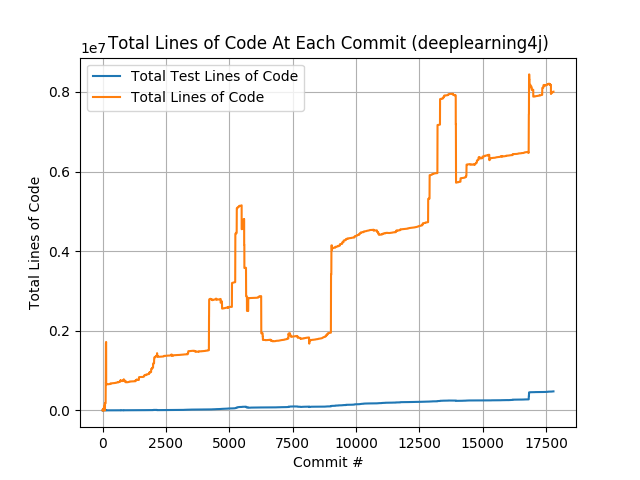 Total Lines of Code At Each Commit (deeplearning4j)
1e7
Total Test Lines of Code
Total Lines of Code
0.8
0.6
0.4
0.2
0.0
Total Lines of Code
0 2500 5000 7500 10000 12500 15000 17500
Commit #